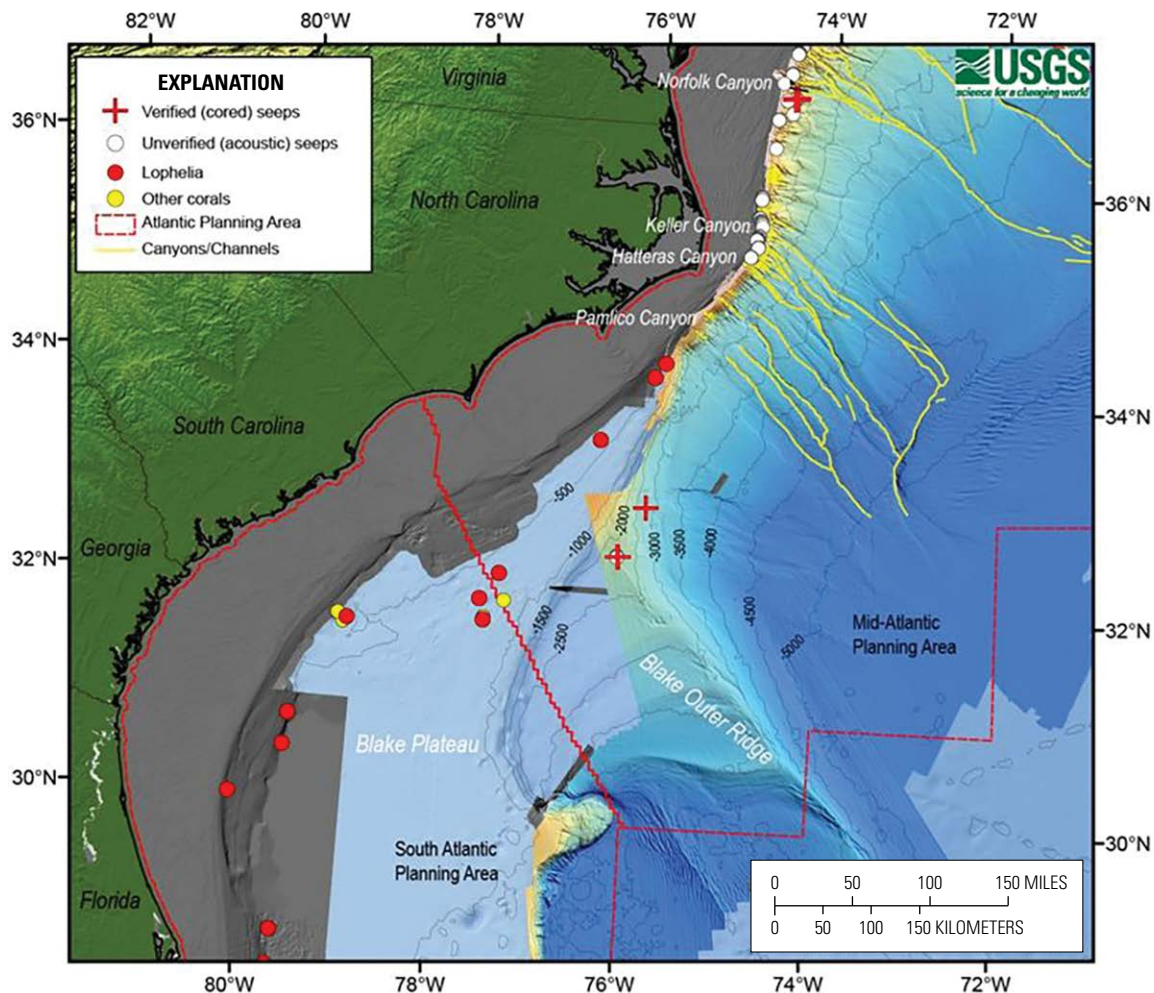 82°W 80°W 78°W 76°W 74°W 72°W
EXPLANATION
Verified (cored) seeps
Unverified (acoustic) seeps
Lophelia
Other corals
Atlantic Planning Area
Canyons/Channels
USGS
science for a changing world
Virginia
Norfolk Canyon
36°N
North Carolina
36°N
Keller Canyon
Hatteras Canyon
Pamlico Canyon
34°N
34°N
South Carolina
-500
-1000
-2000
-3000
-3500
-4000
Georgia
32°N
-1500
-2500
-4500
-5000
Mid-Atlantic
Planning Area
32°N
Blake Outer Ridge
Blake Plateau
30°N
30°N
South Atlantic
Planning Area
Florida
0 50 100 150 MILES
0 50 100 150 KILOMETERS
80°W 78°W 76°W 74°W 72°W